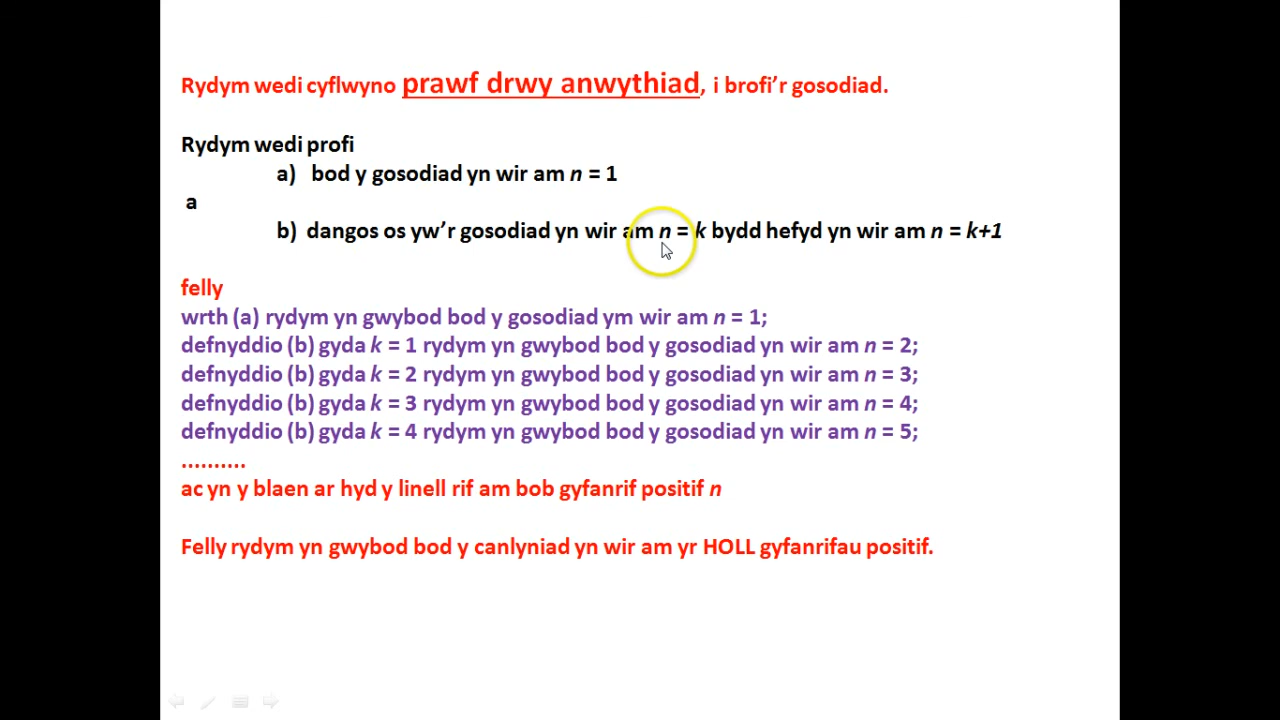 Rydym wedi cyflwyno prawf drwy anwythiad, i brofi’r gosodiad.
Rydym wedi profi
a) bod y gosodiad yn wir am n = 1
a
b) dangos os yw’r gosodiad yn wir am n = k bydd hefyd yn wir am n = k+1
felly
wrth (a) rydym yn gwybod bod y gosodiad ym wir am n = 1;
defnyddio (b) gyda k = 1 rydym yn gwybod bod y gosodiad yn wir am n = 2;
defnyddio (b) gyda k = 2 rydym yn gwybod bod y gosodiad yn wir am n = 3;
defnyddio (b) gyda k = 3 rydym yn gwybod bod y gosodiad yn wir am n = 4;
defnyddio (b) gyda k = 4 rydym yn gwybod bod y gosodiad yn wir am n = 5;
..........
ac yn y blaen ar hyd y linell rif am bob gyfanrif positif n
Felly rydym yn gwybod bod y canlyniad yn wir am yr HOLL gyfanrifau positif.